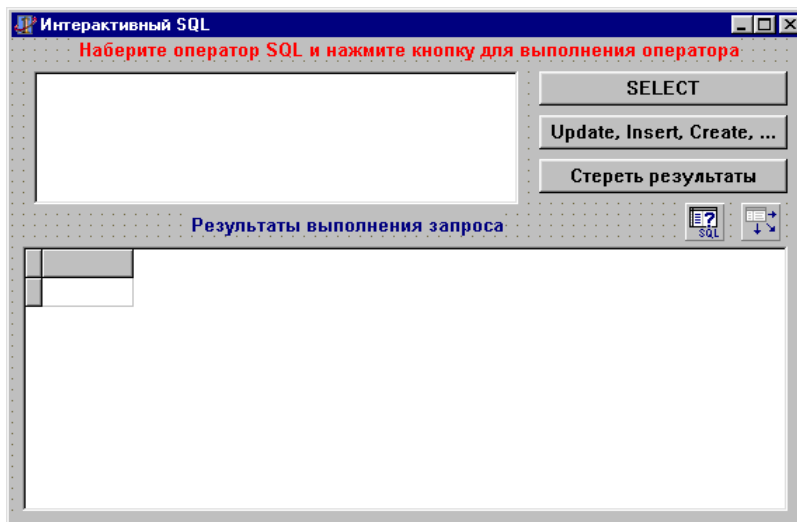 Интерактивный SQL
Наберите оператор SQL и нажмите кнопку для выполнения оператора
SELECT
Update, Insert, Create, ...
Стереть результаты
Результаты выполнения запроса
SQL